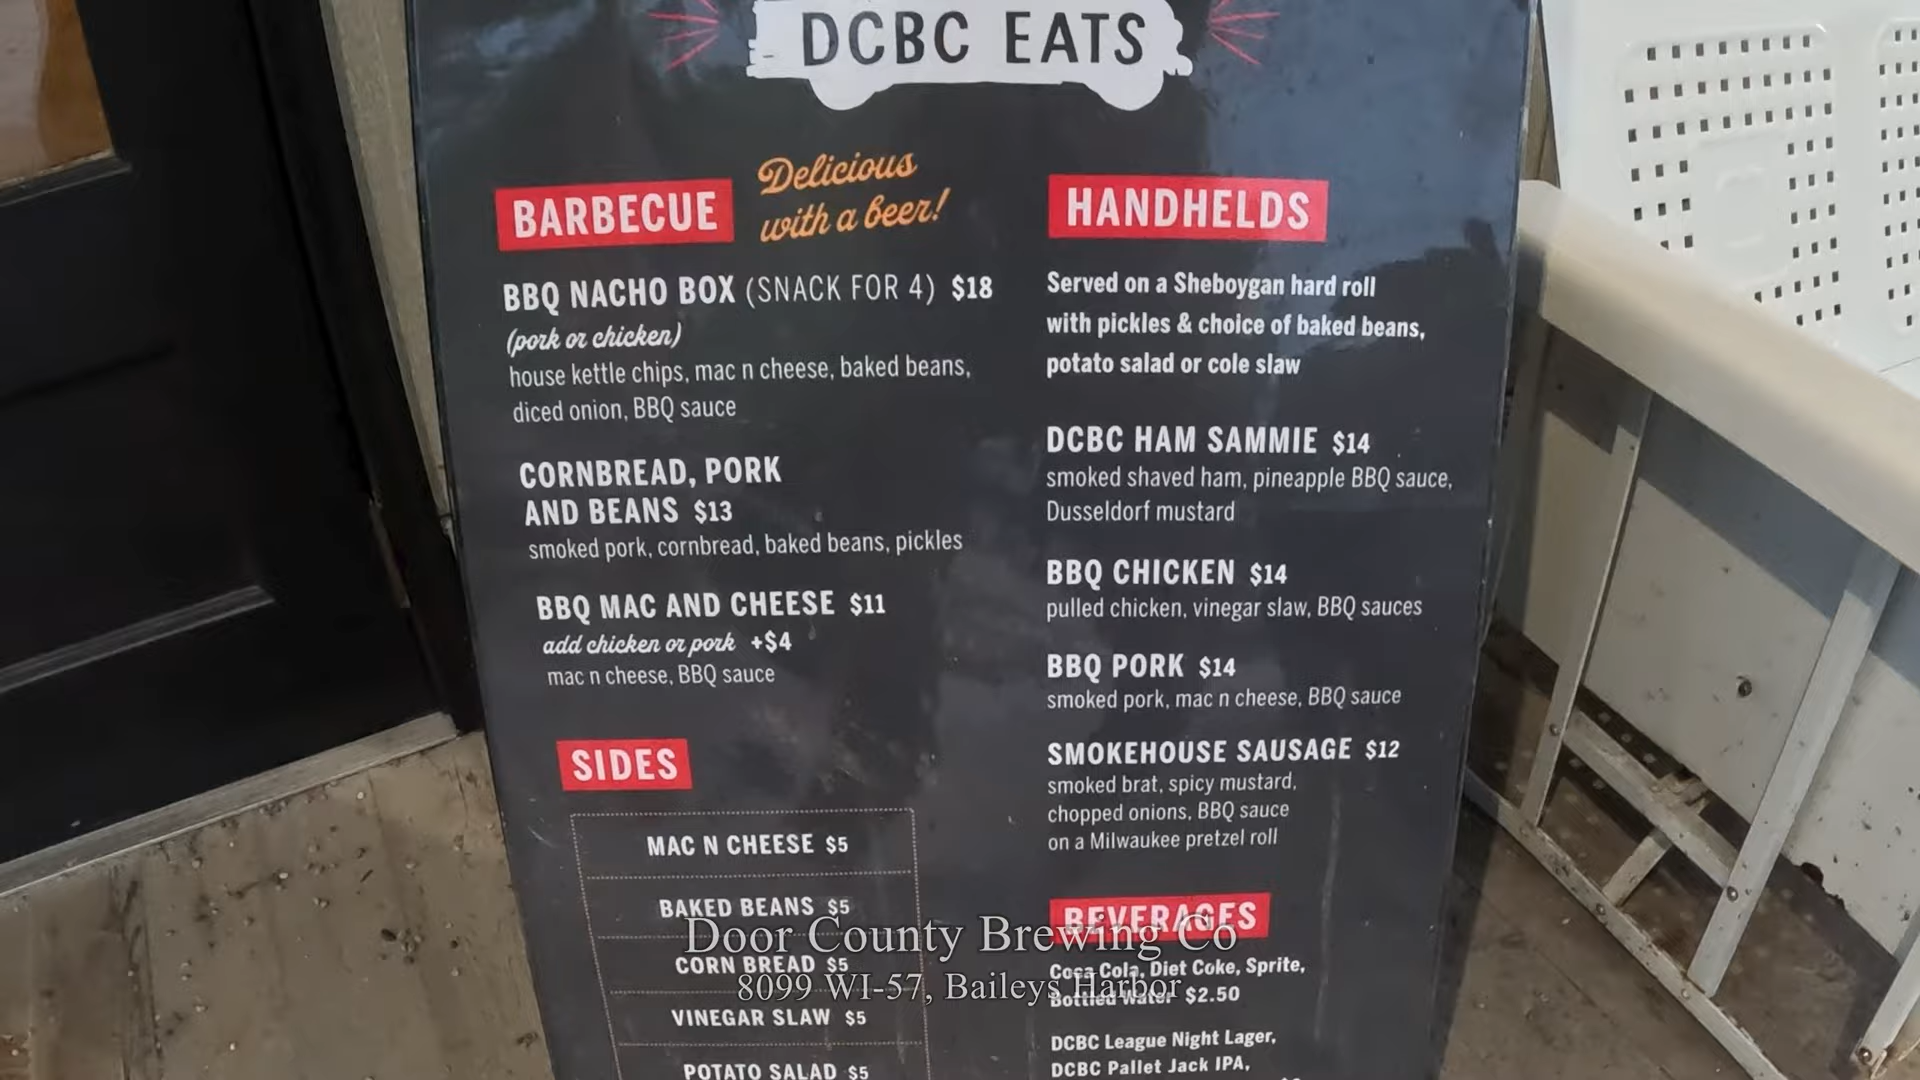 DCBC EATS
BARBECUE
Delicious
with a beer!
BBQ NACHO BOX (SNACK FOR 4) $18
(pork or chicken)
house kettle chips, mac n cheese, baked beans,
diced onion, BBQ sauce
CORNBREAD, PORK
AND BEANS $13
smoked pork, cornbread, baked beans, pickles
BBQ MAC AND CHEESE $11
add chicken or pork +$4
mac n cheese, BBQ sauce
SIDES
MAC N CHEESE $5
BAKED BEANS $5
CORN BREAD $5
VINEGAR SLAW $5
POTATO SALAD $5
HANDHELDS
Served on a Sheboygan hard roll
with pickles & choice of baked beans,
potato salad or cole slaw
DCBC HAM SAMMIE $14
smoked shaved ham, pineapple BBQ sauce,
Dusseldorf mustard
BBQ CHICKEN $14
pulled chicken, vinegar slaw, BBQ sauces
BBQ PORK $14
smoked pork, mac n cheese, BBQ sauce
SMOKEHOUSE SAUSAGE $12
smoked brat, spicy mustard,
chopped onions, BBQ sauce
on a Milwaukee pretzel roll
BEVERAGES
Coca Cola, Diet Coke, Sprite,
Bottled Water $2.50
DCBC League Night Lager,
DCBC Pallet Jack IPA,
Door County Brewing Co
8099 WI-57, Baileys Harbor